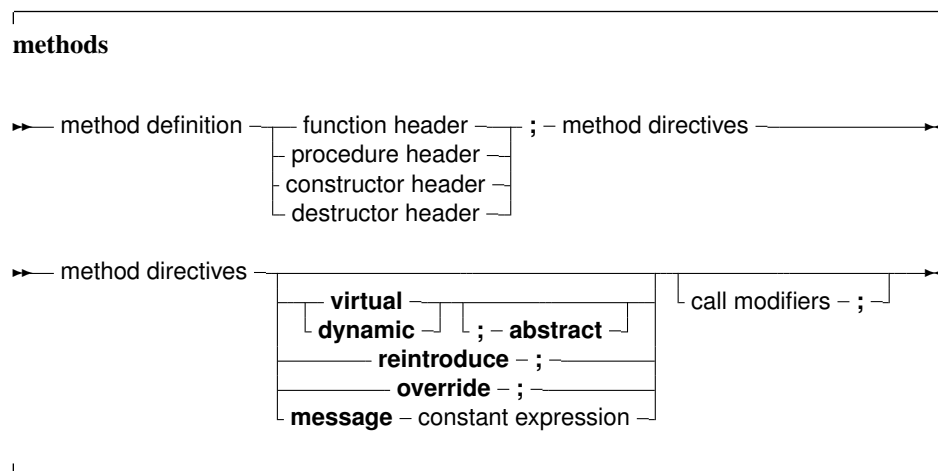 methods
method definition function header ; method directives
procedure header
constructor header
destructor header
method directives
virtual call modifiers ;
dynamic ; abstract
reintroduce ;
override ;
message constant expression